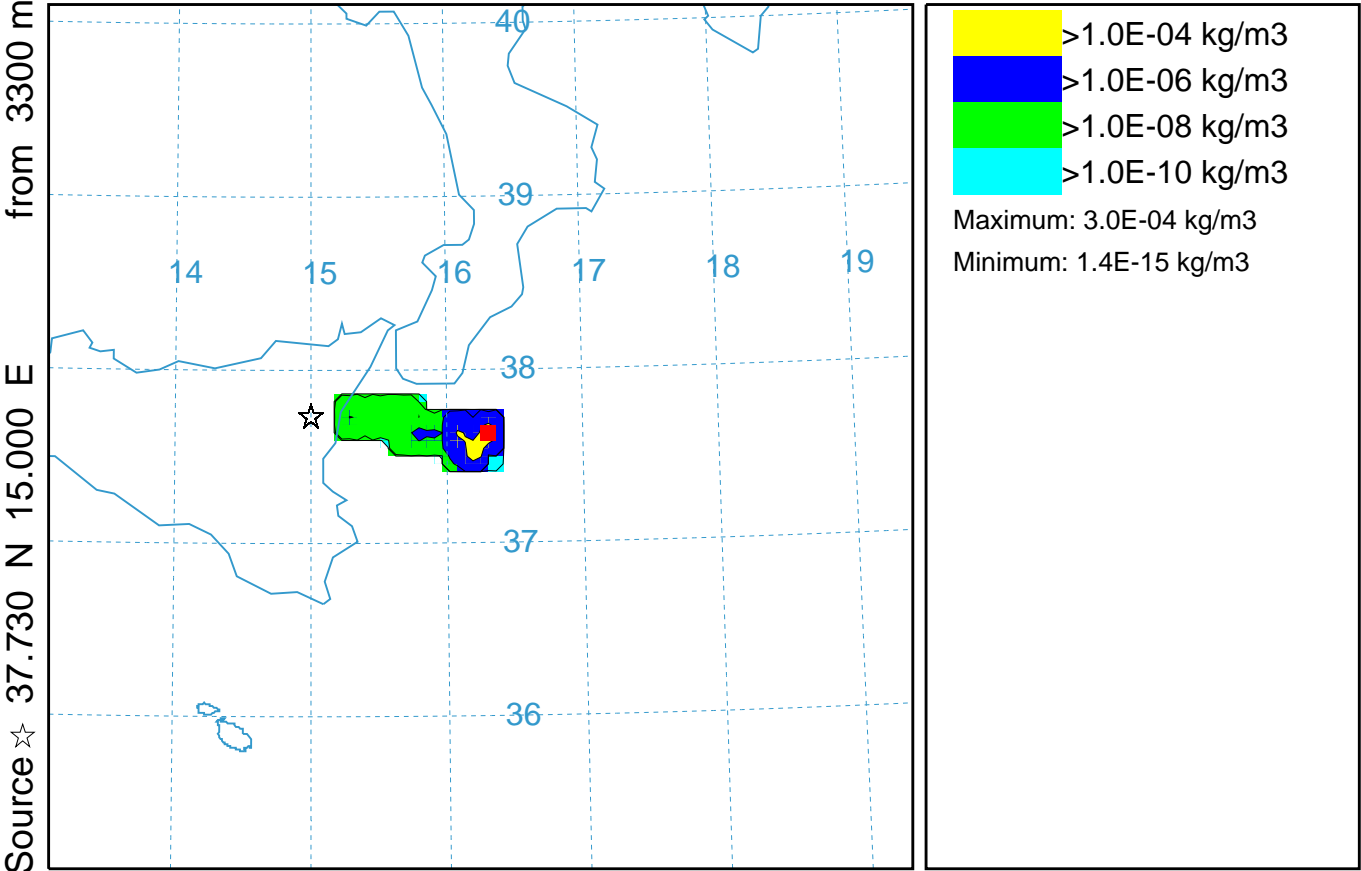 Source ☆ 37.730 N 15.000 E from 3300 m
40
39
14 15 16 17 18 19
38
37
36
>1.0E-04 kg/m3
>1.0E-06 kg/m3
>1.0E-08 kg/m3
>1.0E-10 kg/m3
Maximum: 3.0E-04 kg/m3
Minimum: 1.4E-15 kg/m3